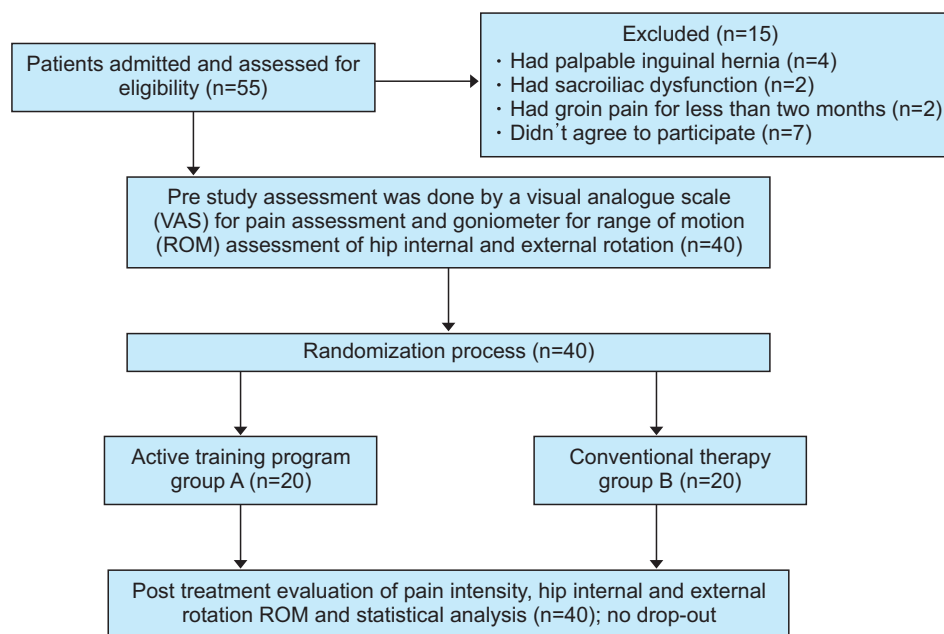 Patients admitted and assessed for
eligibility (n=55)
Excluded (n=15)
· Had palpable inguinal hernia (n=4)
· Had sacroiliac dysfunction (n=2)
· Had groin pain for less than two months (n=2)
· Didn't agree to participate (n=7)
Pre study assessment was done by a visual analogue scale
(VAS) for pain assessment and goniometer for range of motion
(ROM) assessment of hip internal and external rotation (n=40)
Randomization process (n=40)
Active training program
group A (n=20)
Conventional therapy
group B (n=20)
Post treatment evaluation of pain intensity, hip internal and external
rotation ROM and statistical analysis (n=40); no drop-out